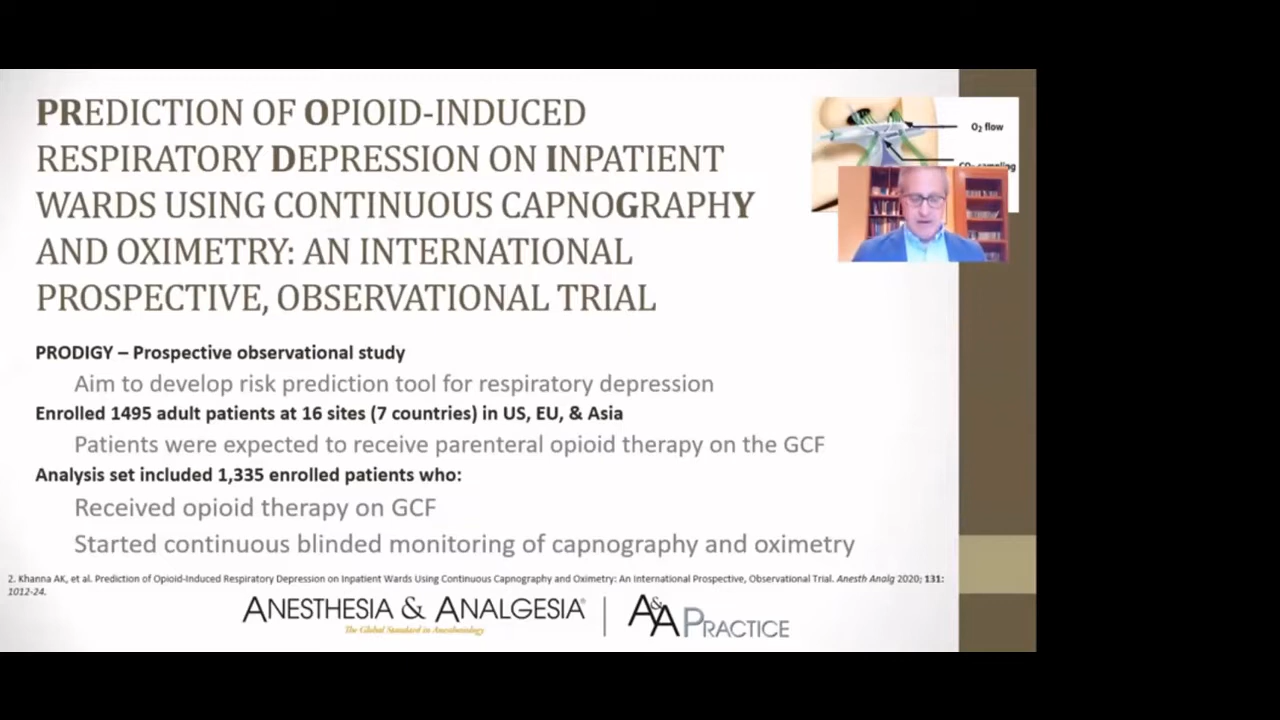 PREDICTION OF OPIOID-INDUCED
RESPIRATORY DEPRESSION ON INPATIENT
WARDS USING CONTINUOUS CAPNOGRAPHY
AND OXIMETRY: AN INTERNATIONAL
PROSPECTIVE, OBSERVATIONAL TRIAL
O2 flow
sampling
PRODIGY – Prospective observational study
Aim to develop risk prediction tool for respiratory depression
Enrolled 1495 adult patients at 16 sites (7 countries) in US, EU, & Asia
Patients were expected to receive parenteral opioid therapy on the GCF
Analysis set included 1,335 enrolled patients who:
Received opioid therapy on GCF
Started continuous blinded monitoring of capnography and oximetry
2. Khanna AK, et al. Prediction of Opioid-Induced Respiratory Depression on Inpatient Wards Using Continuous Capnography and Oximetry: An International Prospective, Observational Trial. Anesth Analg 2020; 131:
1012-24.
ANESTHESIA & ANALGESIA® | A&A PRACTICE
The Global Standard in Anesthesiology